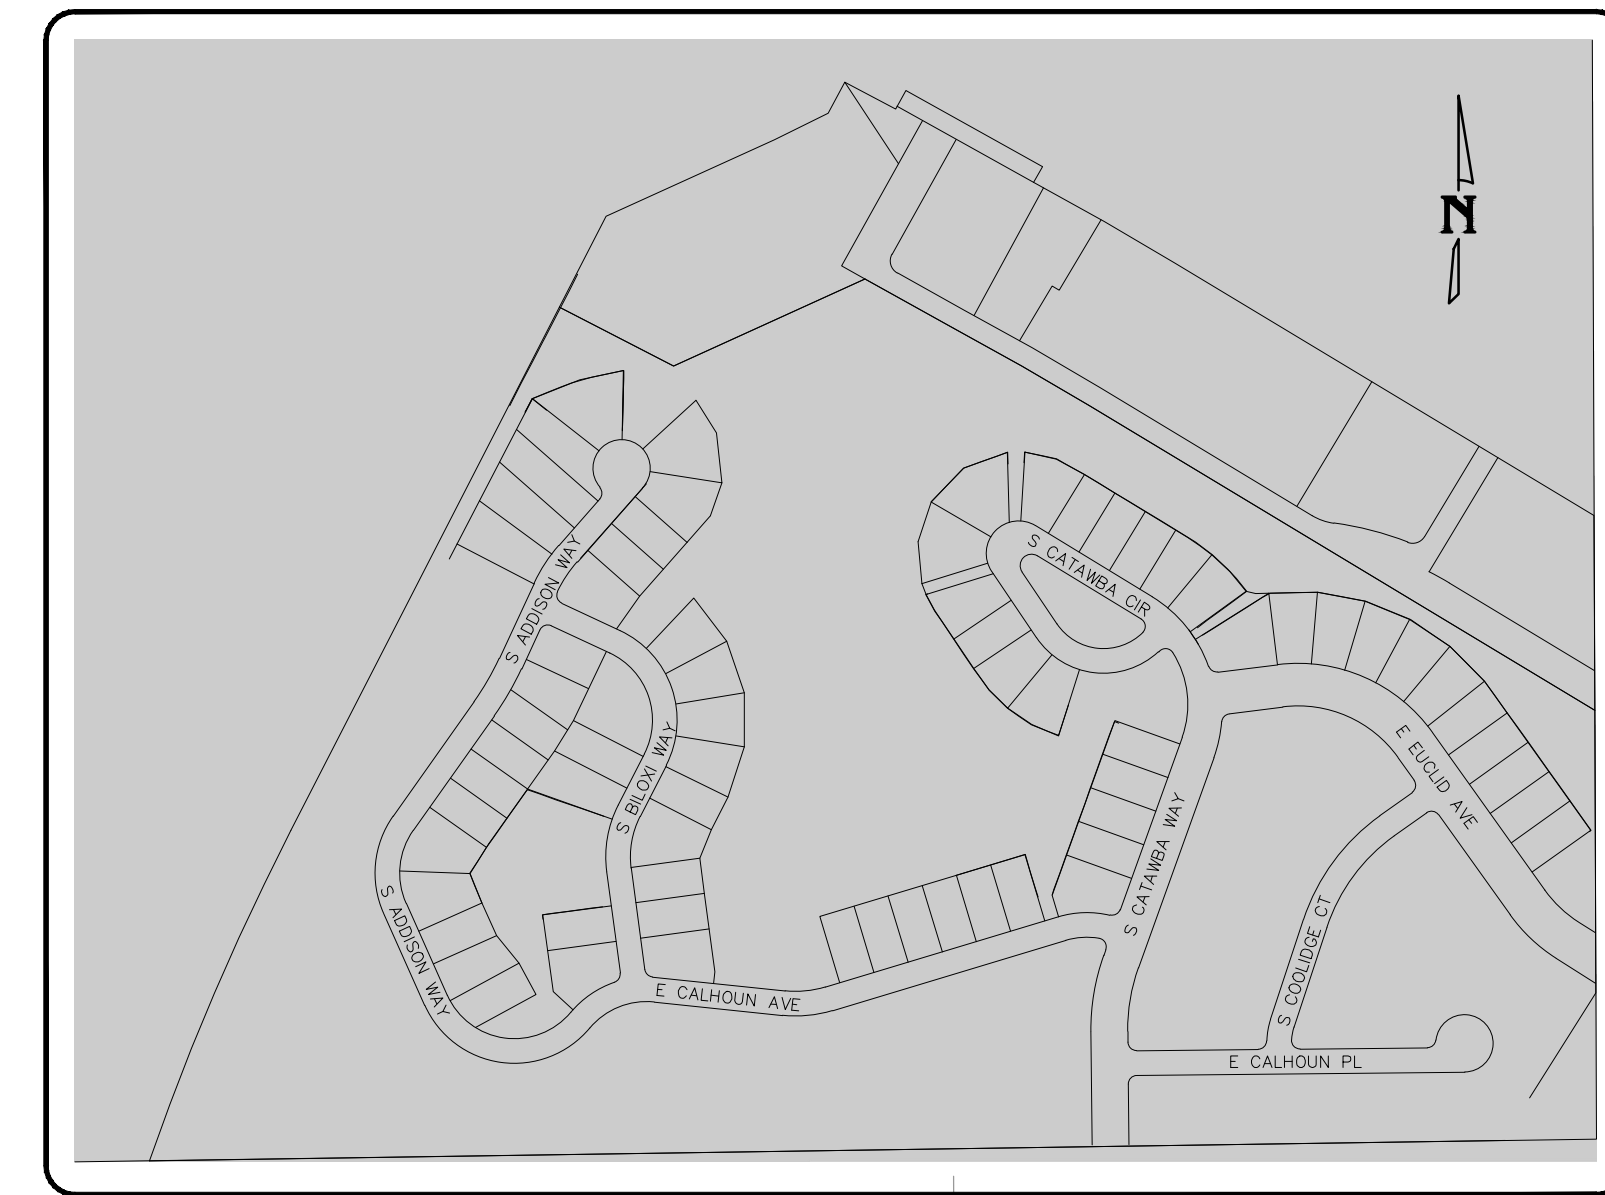 N
S CATAWBA CIR
S ADDISON WAY
E EUCLID AVE
S BILOXI WAY
S CATAWBA WAY
S ADDISON WAY
S COOLIDGE CT
E CALHOUN AVE
E CALHOUN PL